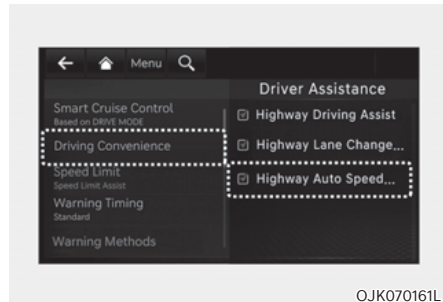 Menu
Driver Assistance
Smart Cruise Control
Based on DRIVE MODE
Driving Convenience
Speed Limit
Speed Limit Assist
Warning Timing
Standard
Warning Methods
Highway Driving Assist
Highway Lane Change...
Highway Auto Speed...
OJK070161L